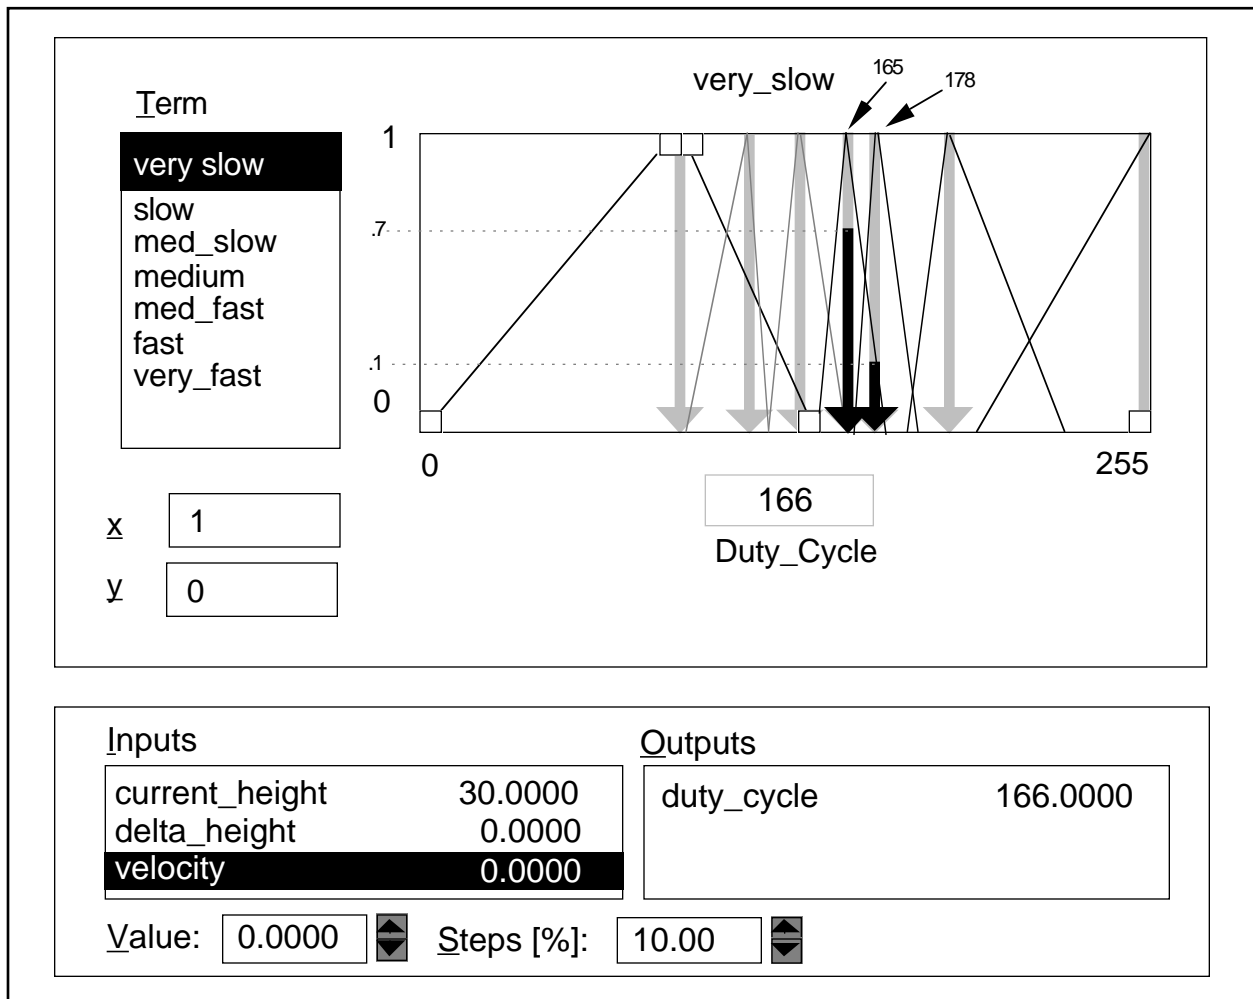 very_slow
165
178
Term
1
very slow
slow
.7
med_slow
medium
med_fast
fast
.1
very_fast
0
0
255
166
x
1
Duty_Cycle
y
0
Inputs
Outputs
current_height 30.0000
duty_cycle 166.0000
delta_height 0.0000
velocity 0.0000
Value: 0.0000 Steps [%]: 10.00